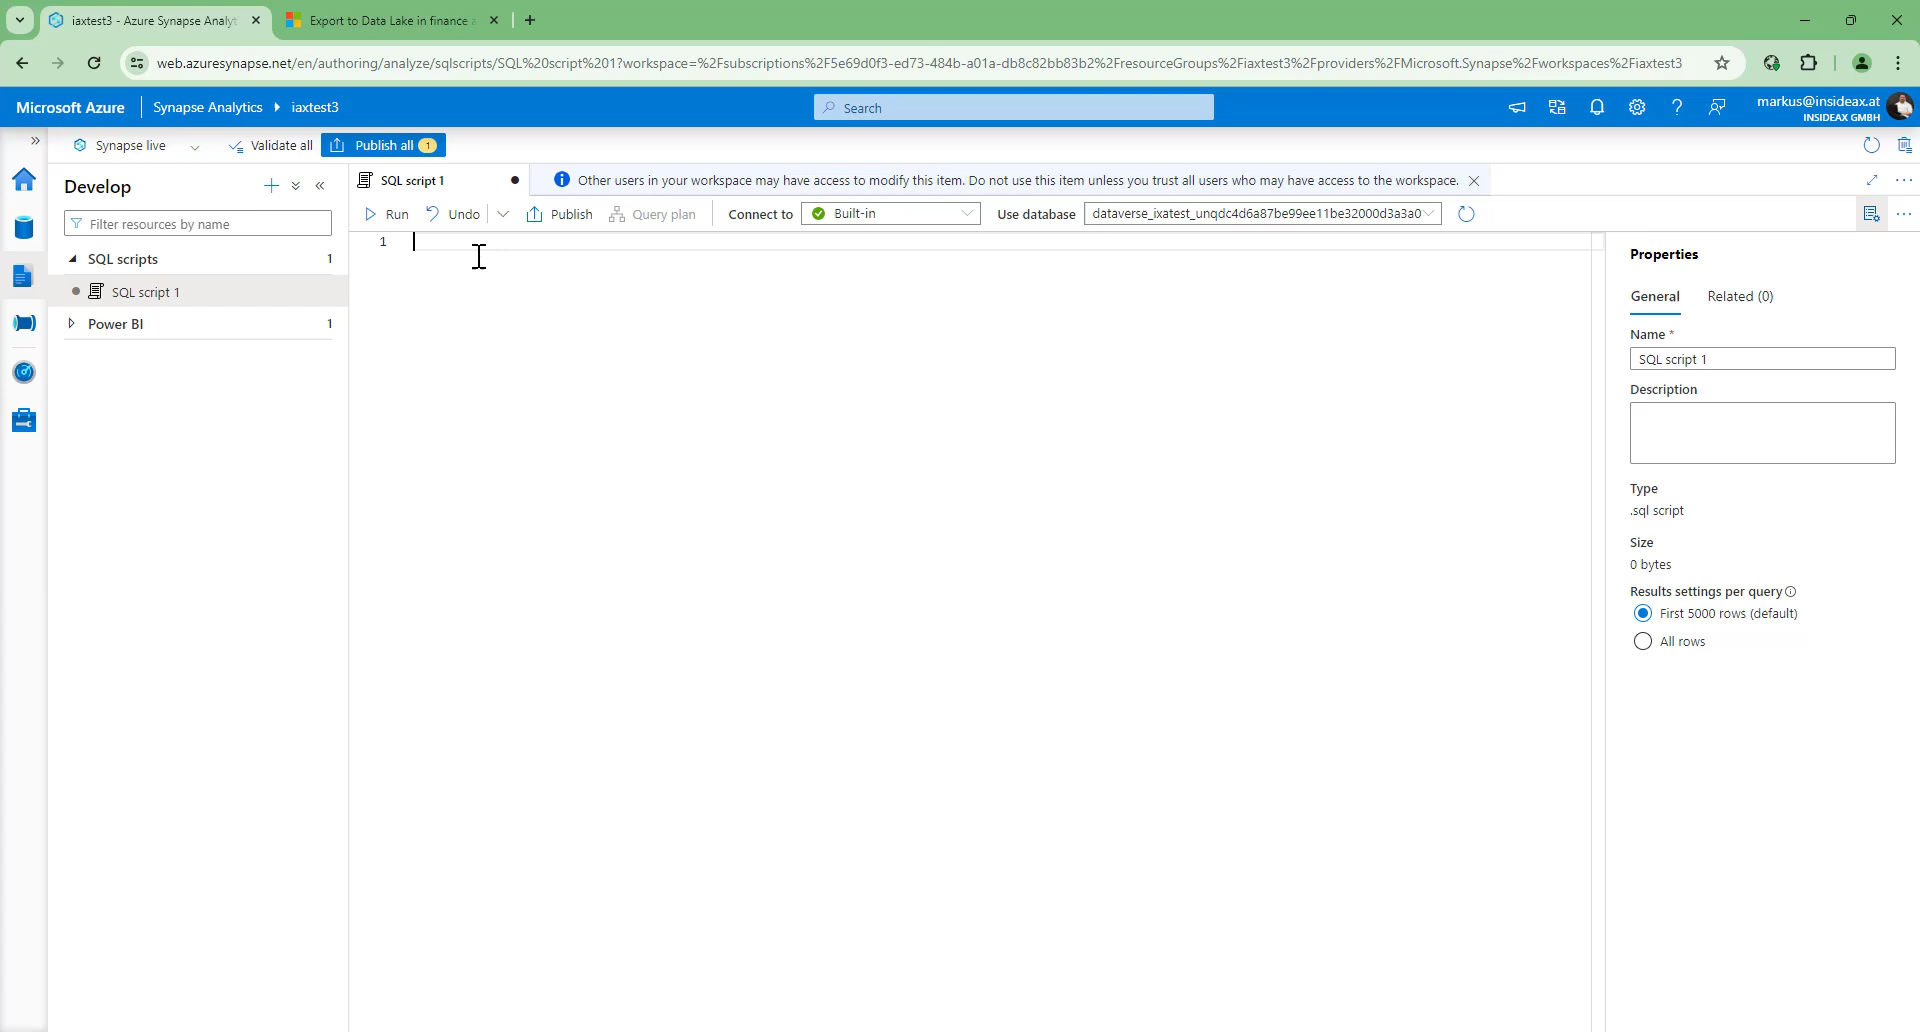 iaxtest3 - Azure Synapse Analyt
Export to Data Lake in finance
web.azuresynapse.net/en/authoring/analyze/sqlscripts/SQL%20script%201?workspace=%2Fsubscriptions%2F5e69d0f3-ed73-484b-a01a-db8c82bb83b2%2FresourceGroups%2Fiaxtest3%2Fproviders%2FMicrosoft.Synapse%2Fworkspaces%2Fiaxtest3
Microsoft Azure
Synapse Analytics
iaxtest3
Search
markus@insideax.at
INSIDEAX GMBH
Synapse live
Validate all
Publish all 1
Develop
Filter resources by name
SQL scripts 1
SQL script 1
Power BI 1
SQL script 1
Other users in your workspace may have access to modify this item. Do not use this item unless you trust all users who may have access to the workspace.
Run
Undo
Publish
Query plan
Connect to
Built-in
Use database
dataverse_ixatest_unqdc4d6a87be99ee11be32000d3a3a0
1
Properties
General
Related (0)
Name *
SQL script 1
Description
Type
.sql script
Size
0 bytes
Results settings per query
First 5000 rows (default)
All rows